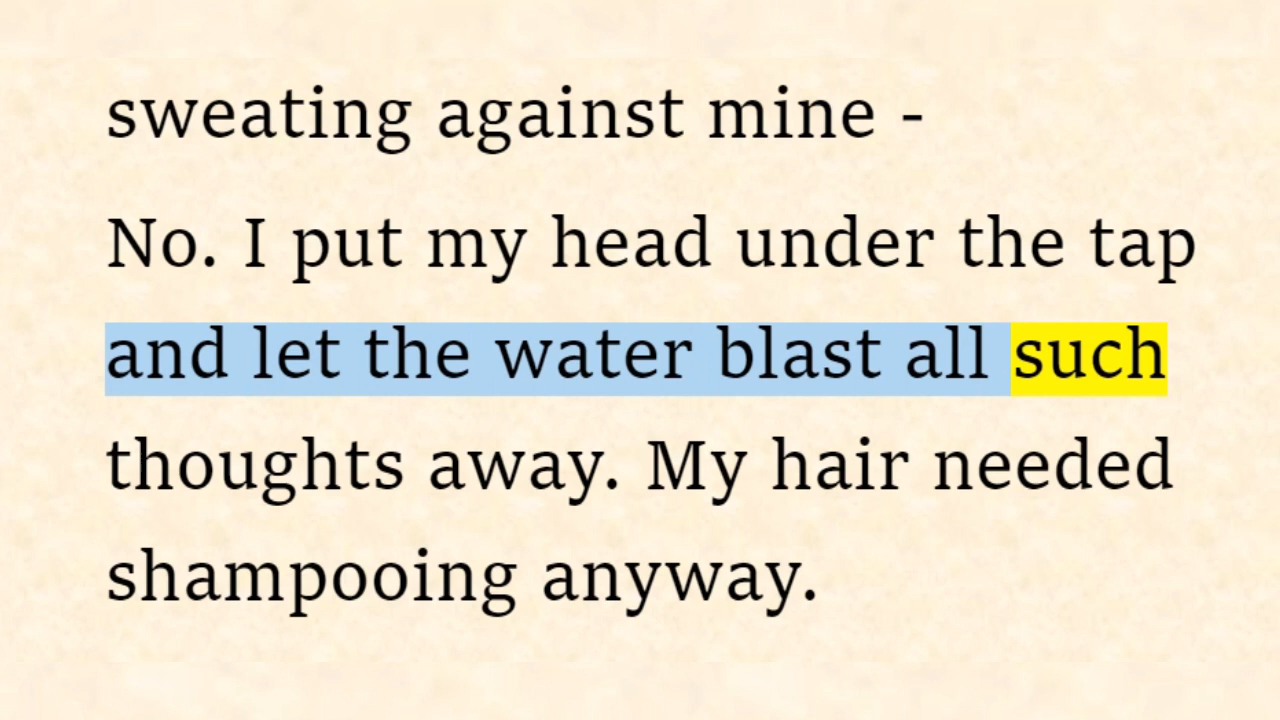 sweating against mine -
No. I put my head under the tap
and let the water blast all such
thoughts away. My hair needed
shampooing anyway.